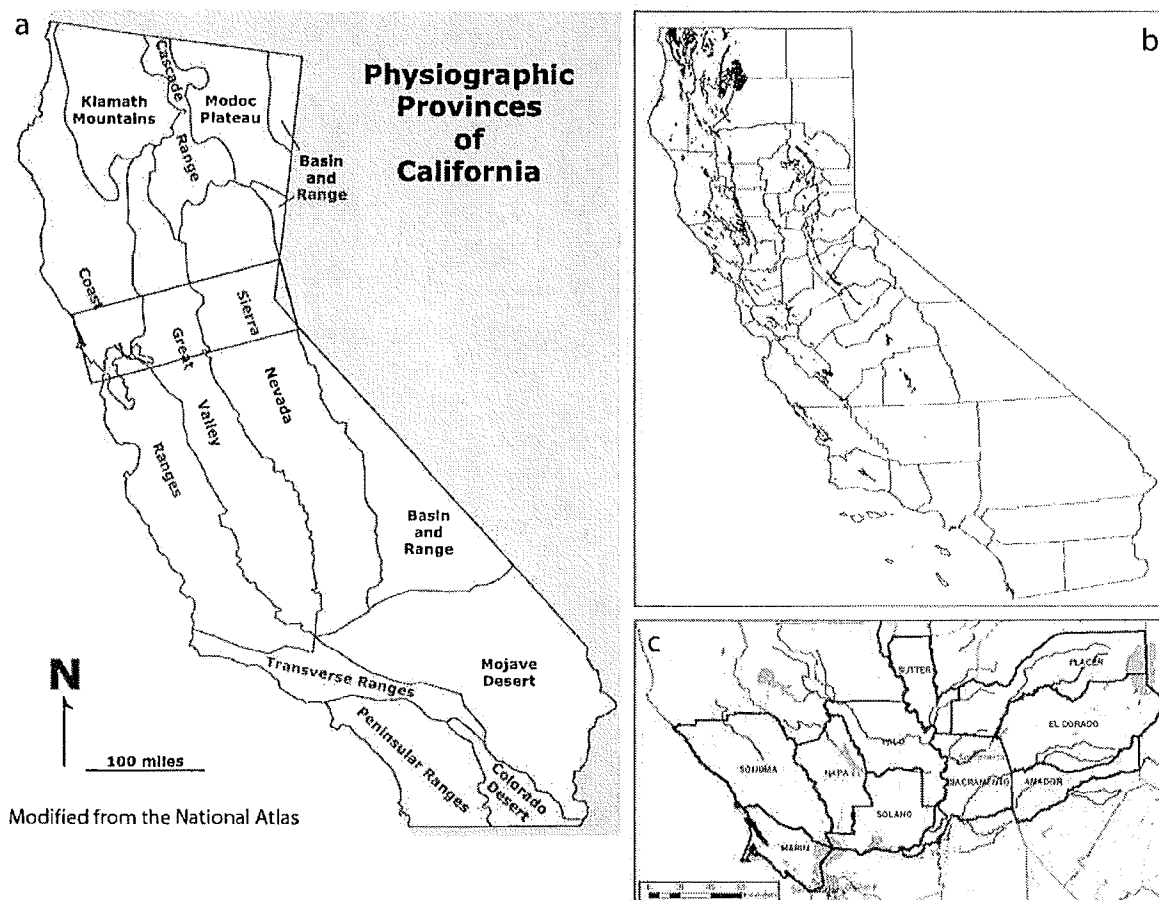 a
Physiographic
Provinces
of
California
Klamath
Mountains
Cascade
Range
Modoc
Plateau
Basin
and
Range
Coast
Ranges
Great
Valley
Sierra
Nevada
Basin
and
Range
Mojave
Desert
Transverse Ranges
Peninsular Ranges
Colorado
Desert
N
100 miles
Modified from the National Atlas
b
c
SUTTER
PLACER
EL DORADO
YOLO
SONOMA
NAPA
SACRAMENTO
AMADOR
SOLANO
MARIN